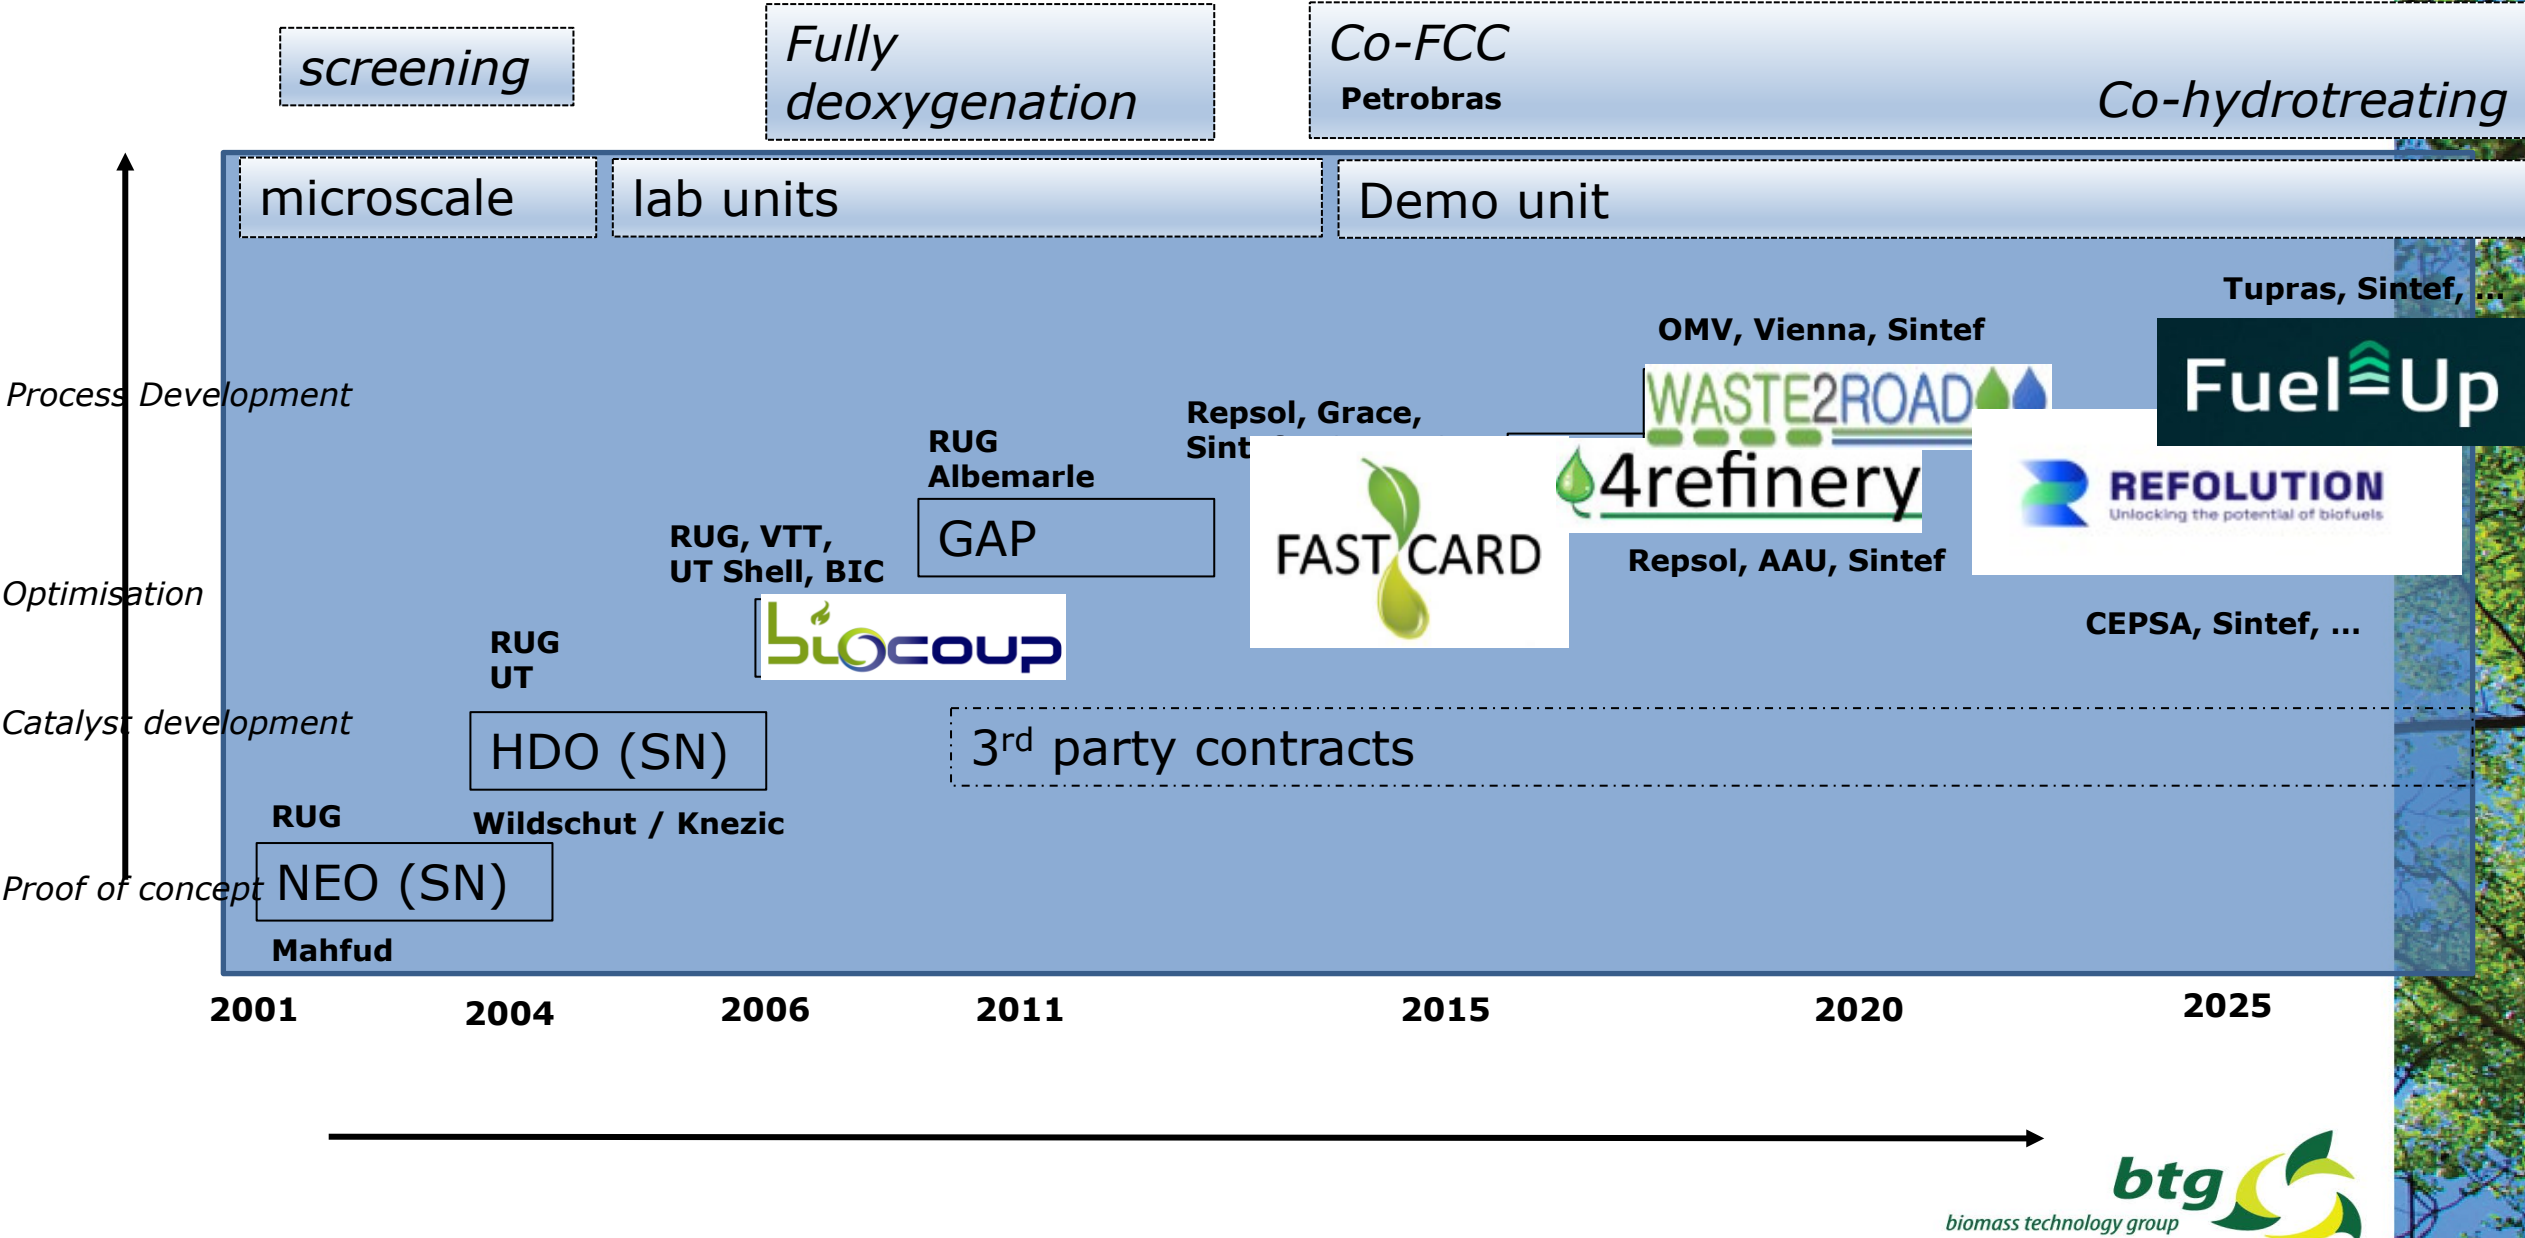 screening
Fully
deoxygenation
Co-FCC
Petrobras
Co-hydrotreating
microscale
lab units
Demo unit
Tupras, Sintef, ...
OMV, Vienna, Sintef
Fuel Up
WASTE2ROAD
Process Development
Repsol, Grace,
RUG
Albemarle
4refinery
REFOLUTION
Unlocking the potential of biofuels
GAP
FASTCARD
RUG, VTT,
UT Shell, BIC
Repsol, AAU, Sintef
Optimisation
biocoup
CEPSA, Sintef, ...
RUG
UT
Catalyst development
HDO (SN)
3rd party contracts
RUG
Wildschut / Knezic
Proof of concept
NEO (SN)
Mahfud
2001
2004
2006
2011
2015
2020
2025
btg
biomass technology group